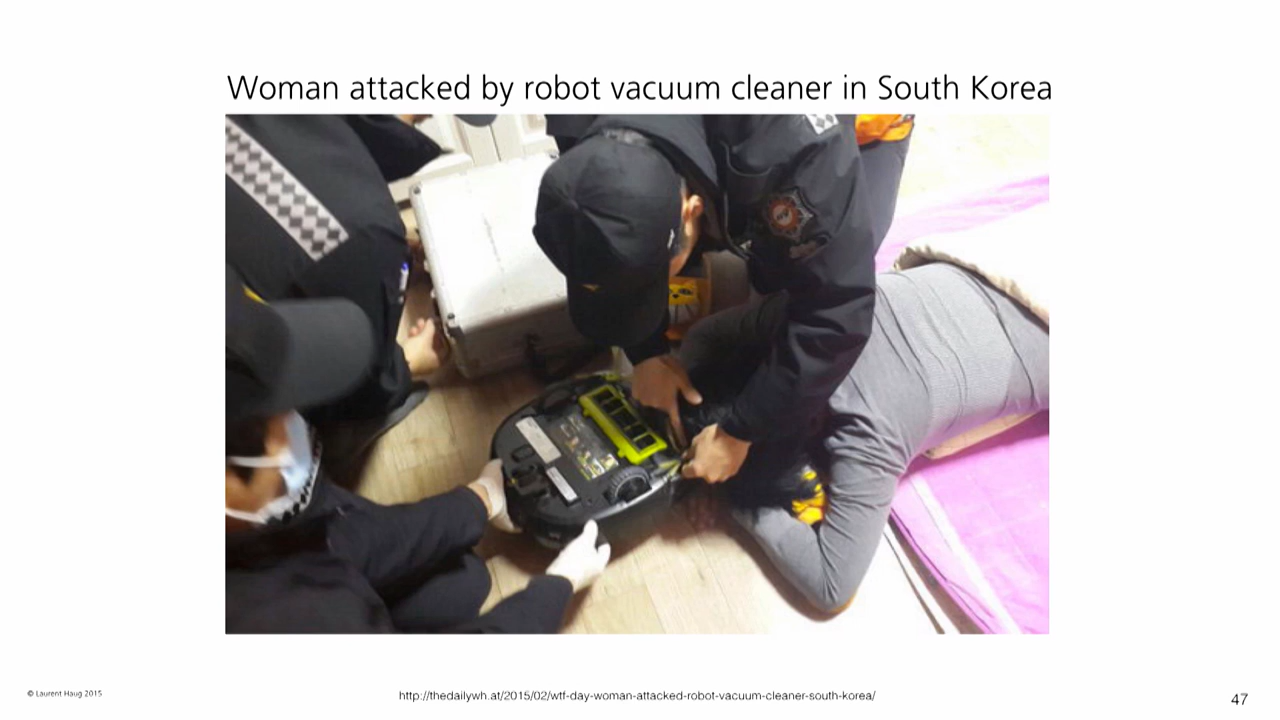 Woman attacked by robot vacuum cleaner in South Korea
© Laurent Haug 2015
http://thedailywh.at/2015/02/wtf-day-woman-attacked-robot-vacuum-cleaner-south-korea/
47